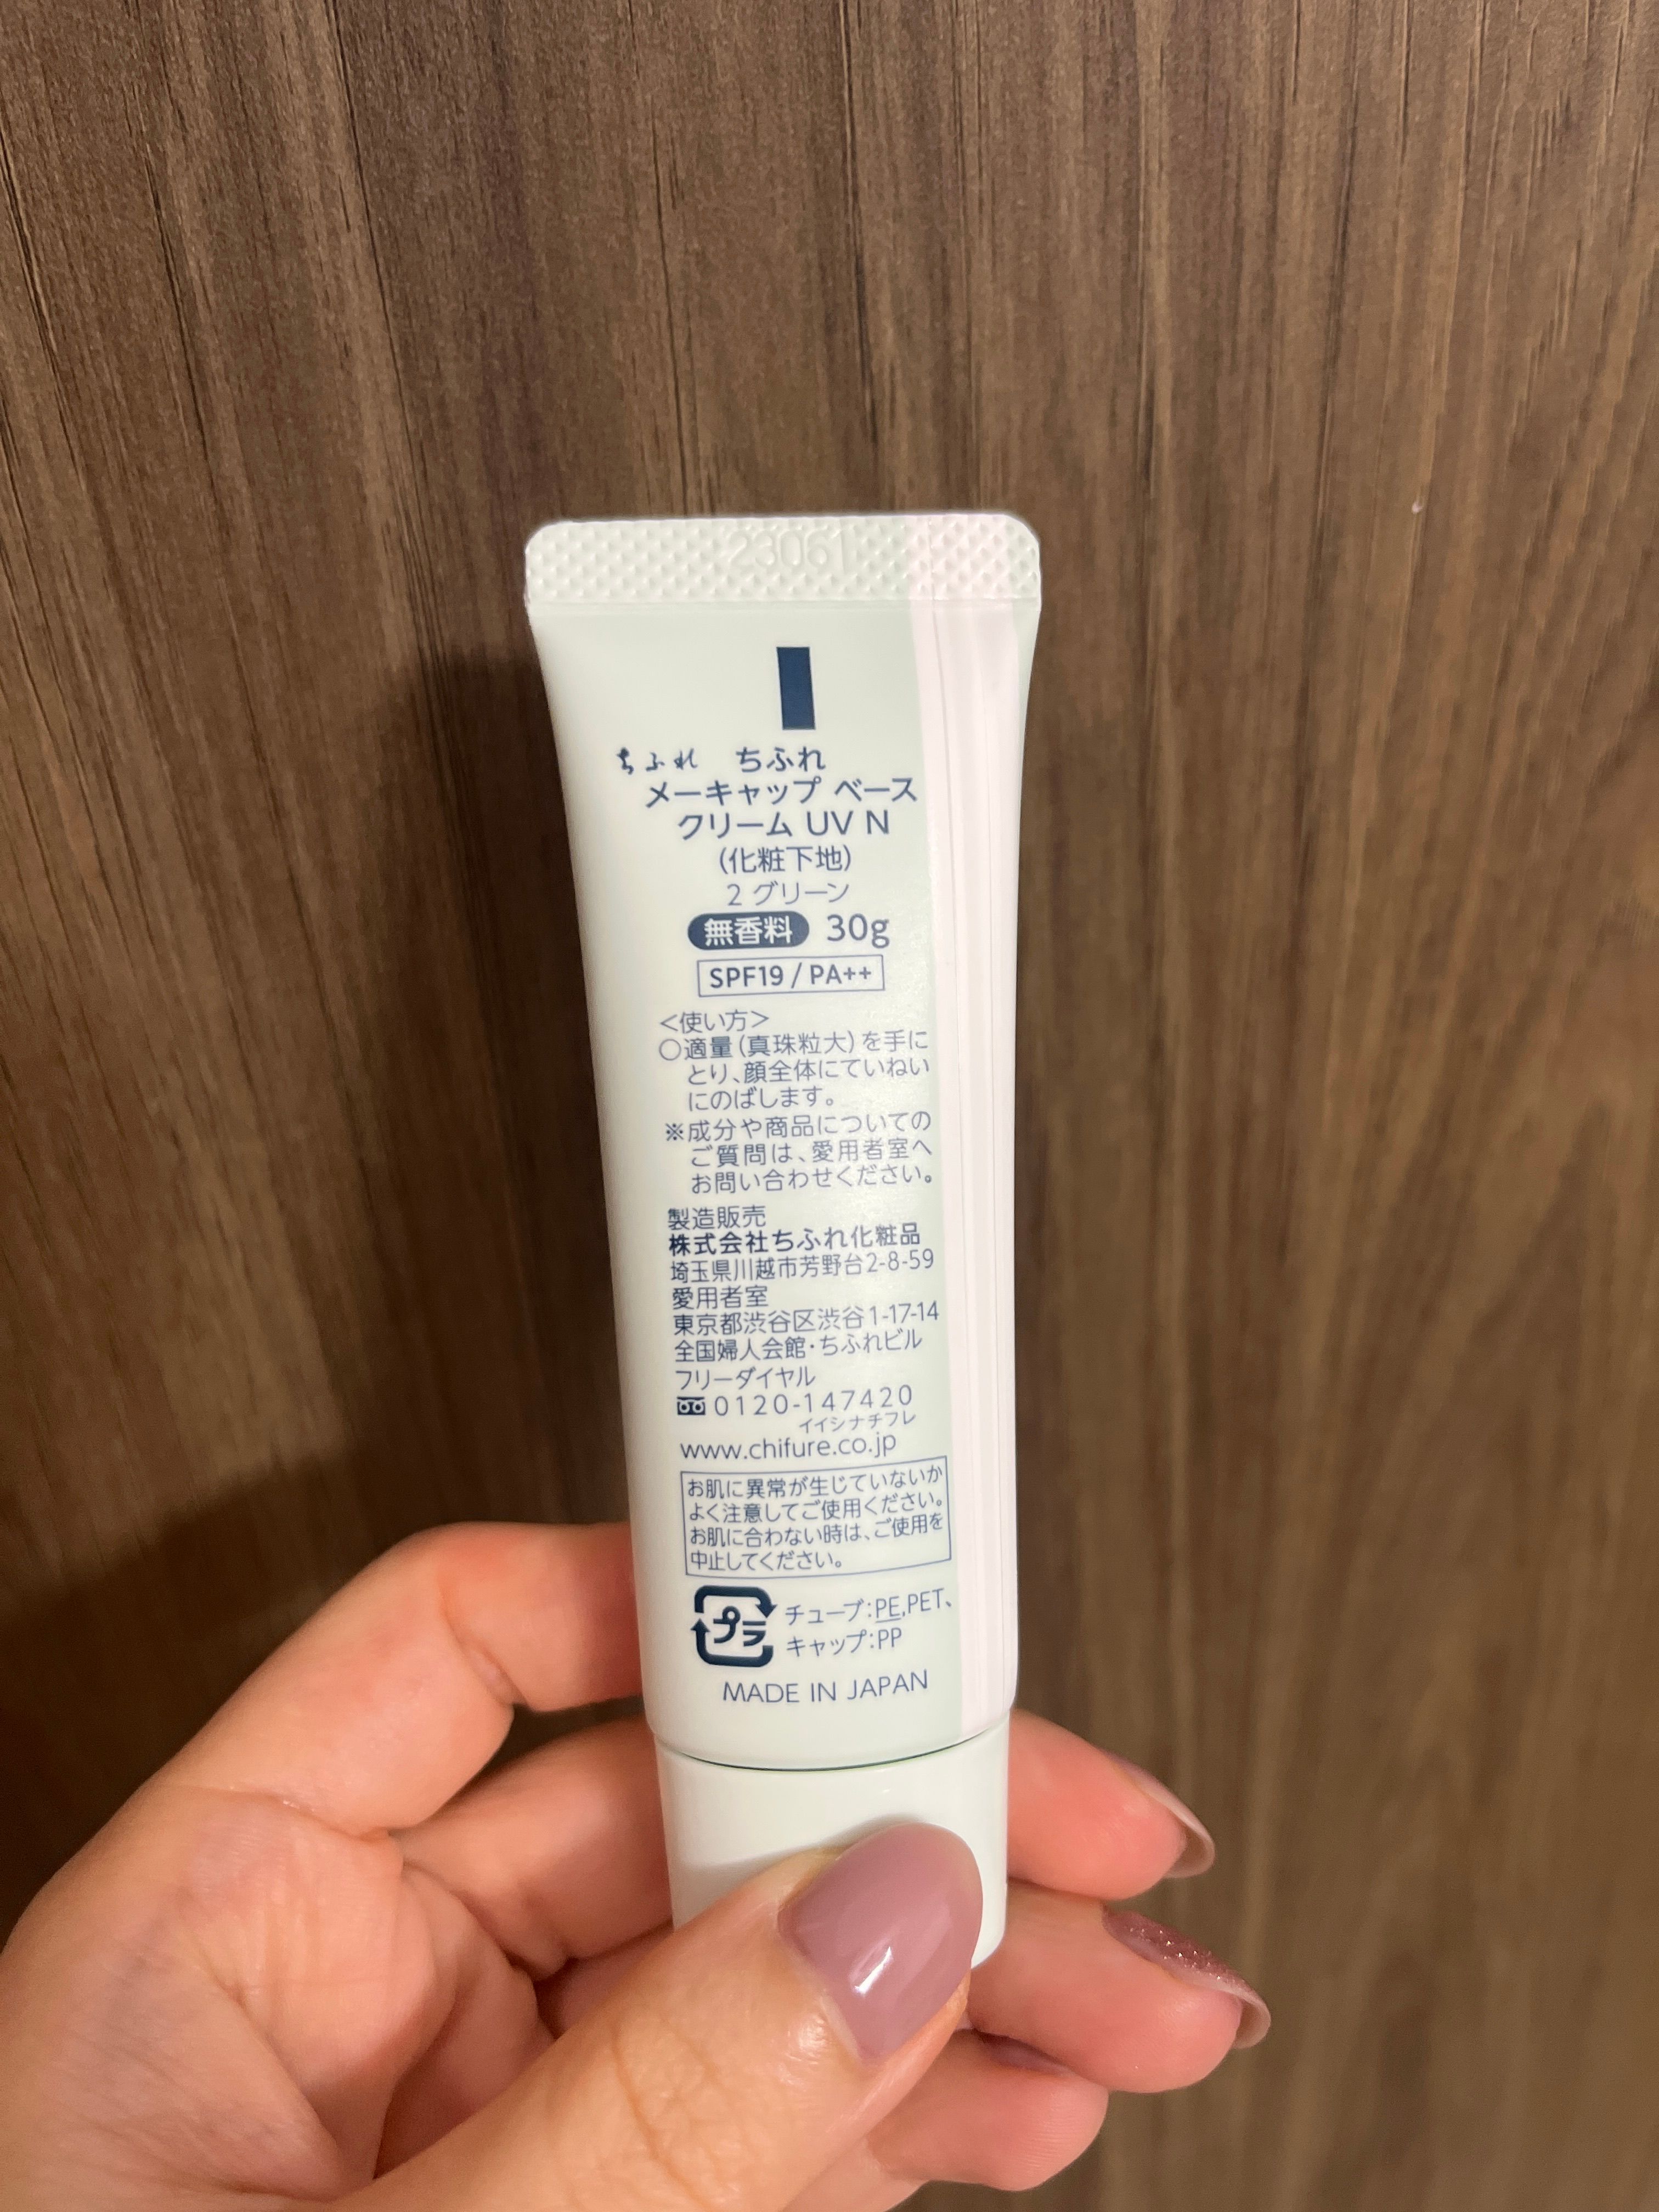 23061
ちふれ ちふれ
メーキャップ ベース
クリーム UV N
(化粧下地)
2 グリーン
無香料 30g
SPF19 / PA++
＜使い方＞
○適量(真珠粒大)を手に
とり、顔全体にていねい
にのばします。
※成分や商品についての
ご質問は、愛用者室へ
お問い合わせください。
製造販売
株式会社ちふれ化粧品
埼玉県川越市芳野台2-8-59
愛用者室
東京都渋谷区渋谷1-17-14
全国婦人会館・ちふれビル
フリーダイヤル
0120-147420
イイシナチフレ
www.chifure.co.jp
お肌に異常が生じていないか
よく注意してご使用ください。
お肌に合わない時は、ご使用を
中止してください。
プラ チューブ:PE,PET、
キャップ:PP
MADE IN JAPAN